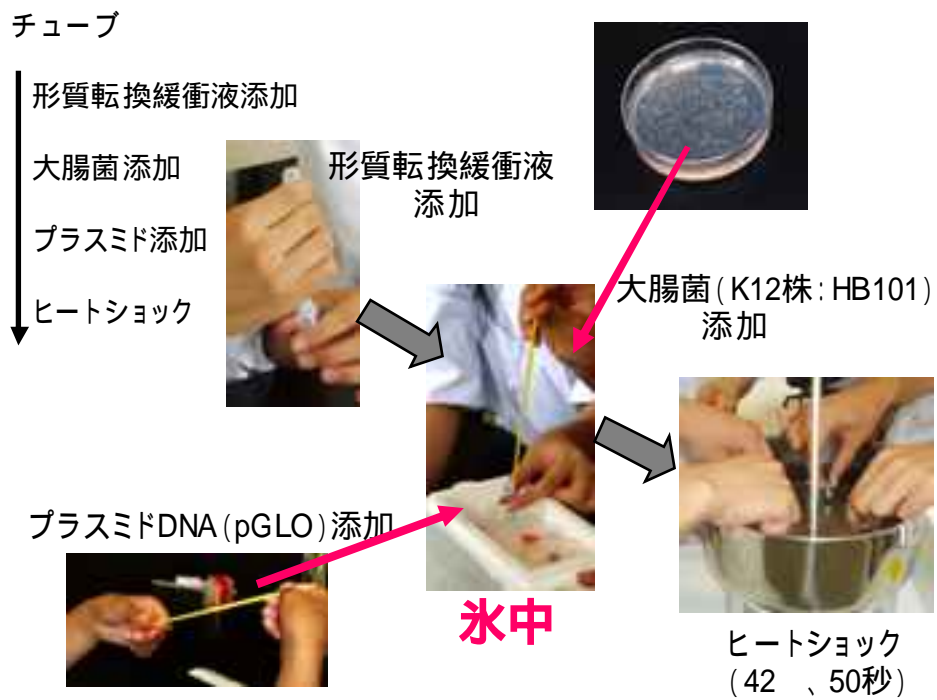 チューブ
形質転換緩衝液添加
大腸菌添加
プラスミド添加
ヒートショック
形質転換緩衝液
添加
大腸菌(K12株:HB101)
添加
プラスミドDNA(pGLO)添加
氷中
ヒートショック
(42　、50秒)